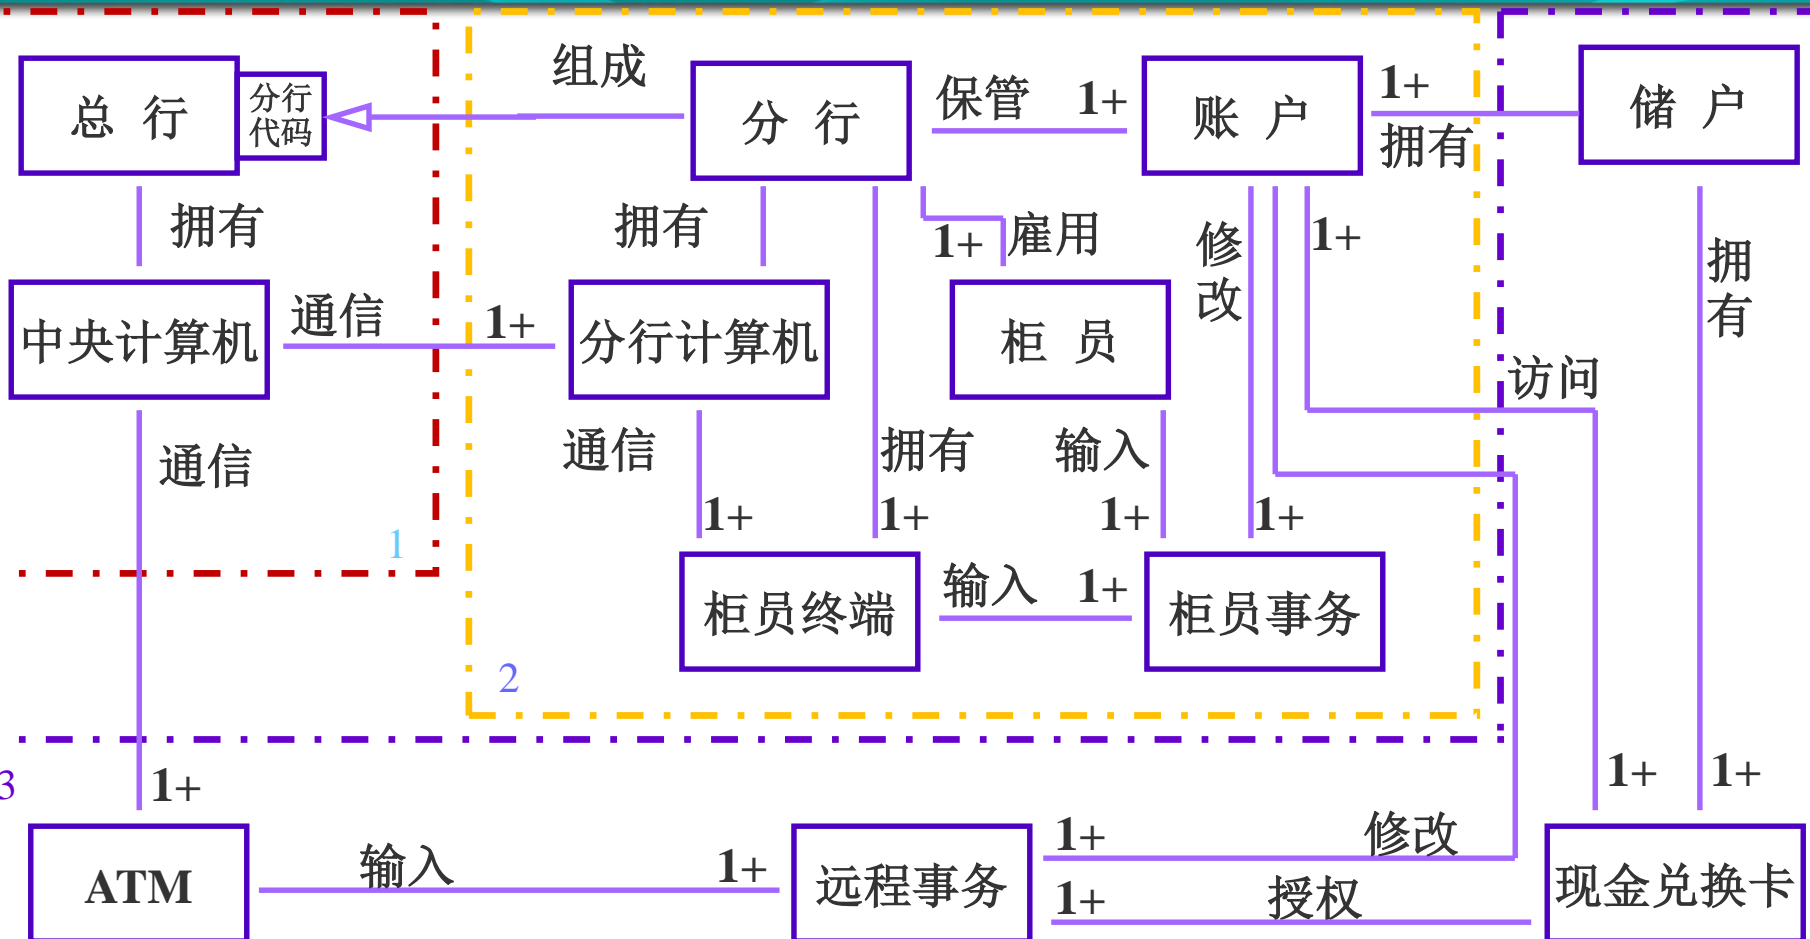 组成
总 行
分行
代码
分 行
保管
1+
账 户
1+
拥有
储 户
拥有
拥有
1+
雇用
修
改
1+
拥
有
中央计算机
通信
1+
分行计算机
柜 员
访问
通信
通信
拥有
输入
1+
1+
1+
1+
1
柜员终端
输入
1+
柜员事务
2
3
1+
1+
1+
ATM
输入
1+
远程事务
1+
修改
1+
授权
现金兑换卡